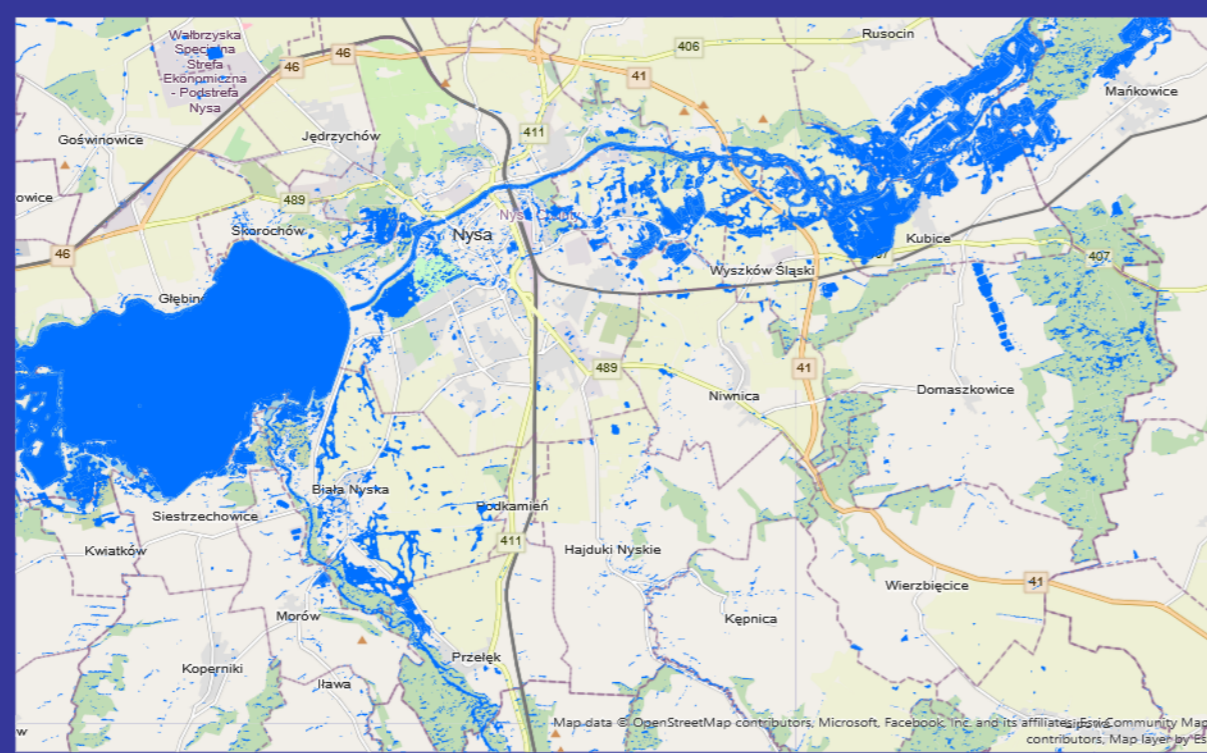 Wałbrzyska
Specjalna
Strefa
Ekonomiczna
- Podstrefa
Nysa
46
46
406
Rusocin
41
Mańkowice
411
Goświnowice
Jędrzychów
owice
489
Nysa
Skorochów
46
Kubice
407
Wyszków Śląski
Głębin
489
41
Niwnica
Domaszkowice
Biała Nyska
Podkamień
Siestrzechowice
411
Kwiatków
Hajduki Nyskie
Wierzbięcice
41
Morów
Kępnica
Koperniki
Przełęk
Iława
w
Map data © OpenStreetMap contributors, Microsoft, Facebook, Inc. and its affiliates, Esri Community Map
contributors, Map layer by Es